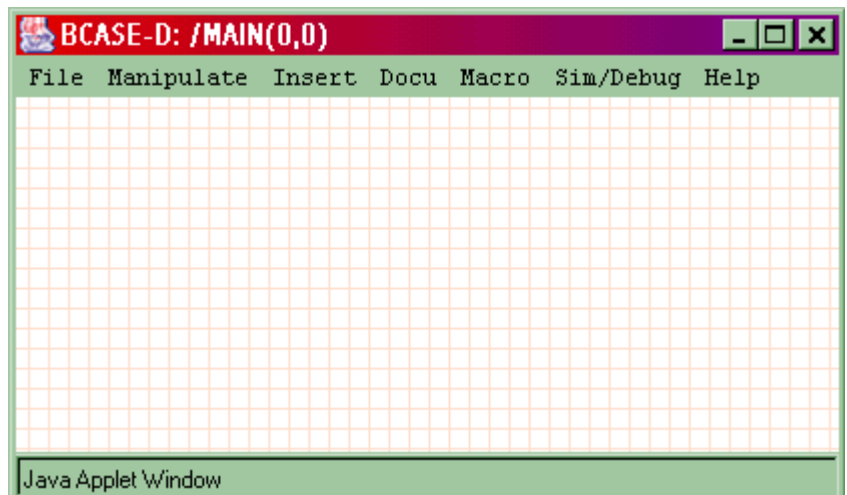 BCASE-D: /MAIN(0,0)
File Manipulate Insert Docu Macro Sim/Debug Help
Java Applet Window